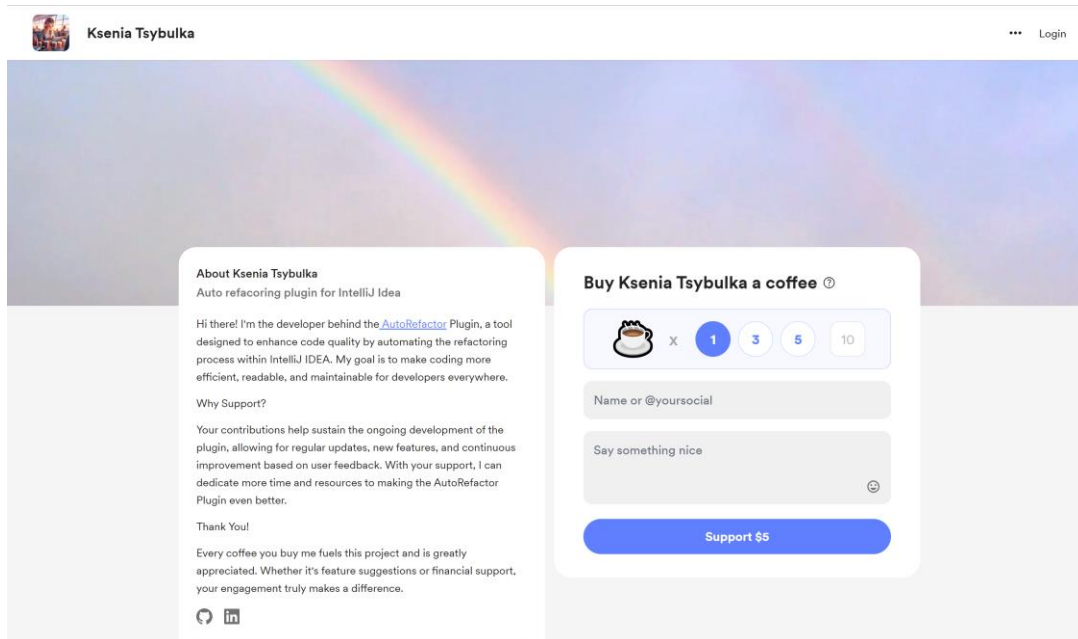 Ksenia Tsybulka
••• Login
About Ksenia Tsybulka
Auto refacoring plugin for IntelliJ Idea
Hi there! I'm the developer behind the AutoRefactor Plugin, a tool
designed to enhance code quality by automating the refactoring
process within IntelliJ IDEA. My goal is to make coding more
efficient, readable, and maintainable for developers everywhere.
Why Support?
Your contributions help sustain the ongoing development of the
plugin, allowing for regular updates, new features, and continuous
improvement based on user feedback. With your support, I can
dedicate more time and resources to making the AutoRefactor
Plugin even better.
Thank You!
Every coffee you buy me fuels this project and is greatly
appreciated. Whether it's feature suggestions or financial support,
your engagement truly makes a difference.
in
Buy Ksenia Tsybulka a coffee ?
x 1 3 5 10
Name or @yoursocial
Say something nice
Support $5